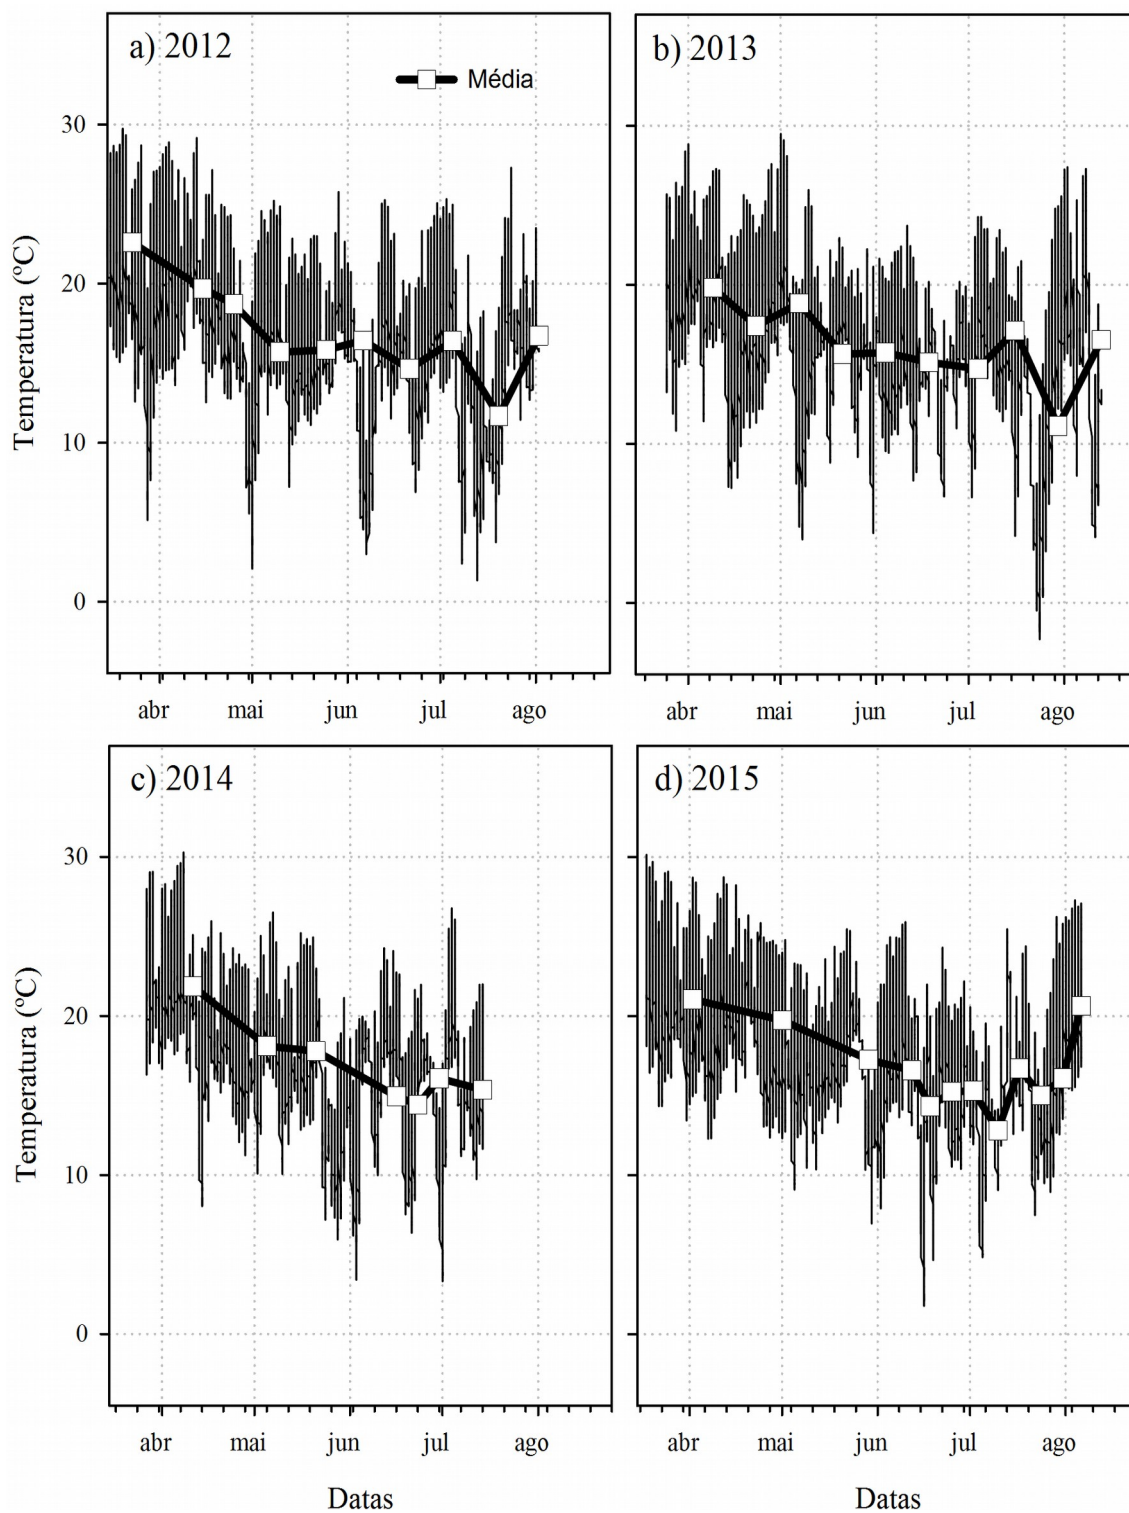 a) 2012
Média
b) 2013
30
20
10
0
Temperatura (ºC)
abr mai jun jul ago
abr mai jun jul ago
c) 2014
d) 2015
30
20
10
0
Temperatura (ºC)
abr mai jun jul ago
abr mai jun jul ago
Datas
Datas